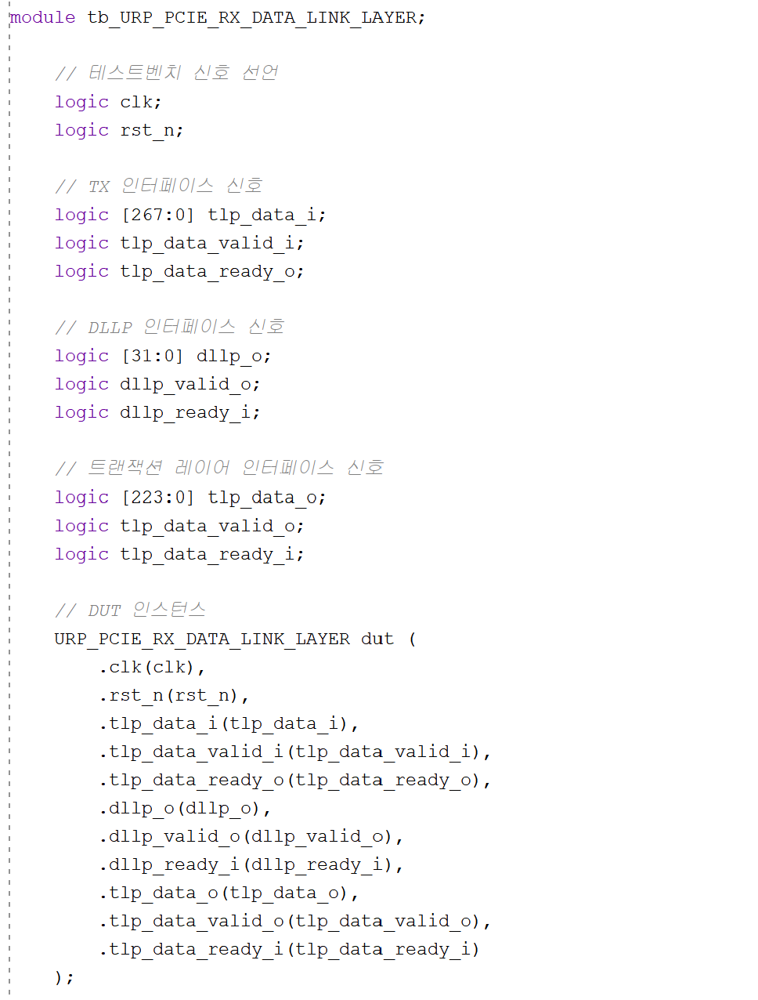 module tb_URP_PCIE_RX_DATA_LINK_LAYER;
// 테스트벤치 신호 선언
logic clk;
logic rst_n;
// TX 인터페이스 신호
logic [267:0] tlp_data_i;
logic tlp_data_valid_i;
logic tlp_data_ready_o;
// DLLP 인터페이스 신호
logic [31:0] dllp_o;
logic dllp_valid_o;
logic dllp_ready_i;
// 트랜잭션 레이어 인터페이스 신호
logic [223:0] tlp_data_o;
logic tlp_data_valid_o;
logic tlp_data_ready_i;
// DUT 인스턴스
URP_PCIE_RX_DATA_LINK_LAYER dut (
.clk(clk),
.rst_n(rst_n),
.tlp_data_i(tlp_data_i),
.tlp_data_valid_i(tlp_data_valid_i),
.tlp_data_ready_o(tlp_data_ready_o),
.dllp_o(dllp_o),
.dllp_valid_o(dllp_valid_o),
.dllp_ready_i(dllp_ready_i),
.tlp_data_o(tlp_data_o),
.tlp_data_valid_o(tlp_data_valid_o),
.tlp_data_ready_i(tlp_data_ready_i)
);